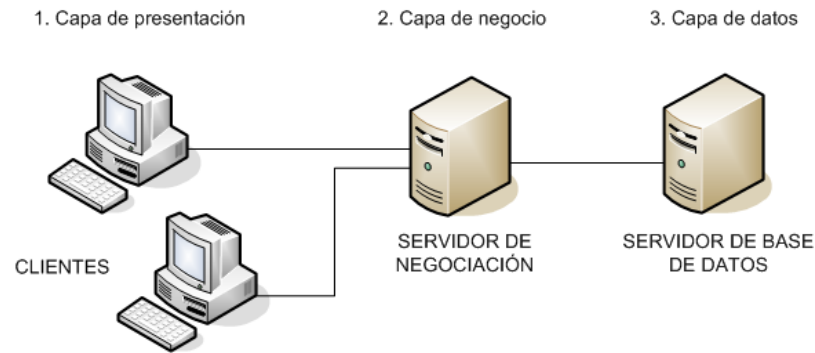 1. Capa de presentación
2. Capa de negocio
3. Capa de datos
CLIENTES
SERVIDOR DE
NEGOCIACIÓN
SERVIDOR DE BASE
DE DATOS